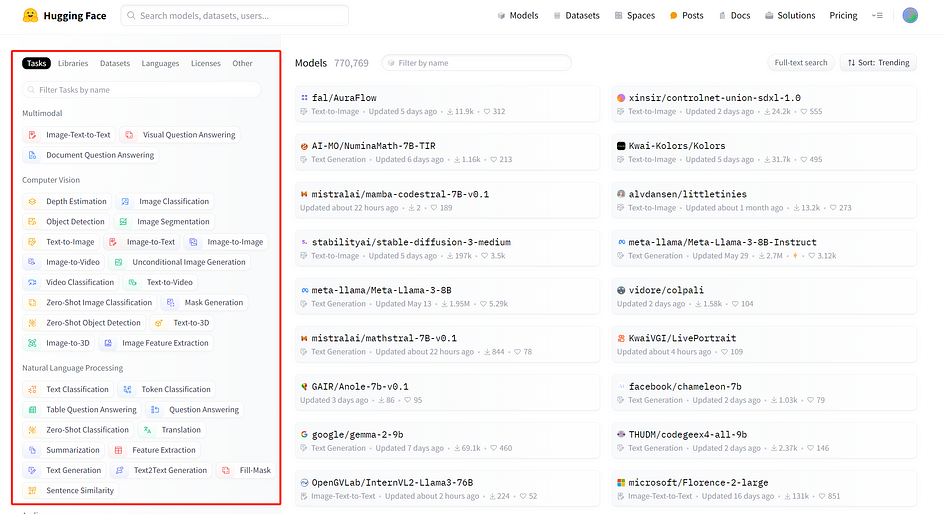 Hugging Face
Search models, datasets, users...
Models Datasets Spaces Posts Docs Solutions Pricing
Tasks Libraries Datasets Languages Licenses Other
Filter Tasks by name
Multimodal
Image-Text-to-Text Visual Question Answering
Document Question Answering
Computer Vision
Depth Estimation Image Classification
Object Detection Image Segmentation
Text-to-Image Image-to-Text Image-to-Image
Image-to-Video Unconditional Image Generation
Video Classification Text-to-Video
Zero-Shot Image Classification Mask Generation
Zero-Shot Object Detection Text-to-3D
Image-to-3D Image Feature Extraction
Natural Language Processing
Text Classification Token Classification
Table Question Answering Question Answering
Zero-Shot Classification Translation
Summarization Feature Extraction
Text Generation Text2Text Generation Fill-Mask
Sentence Similarity
Models 770,769
Filter by name
Full-text search
Sort: Trending
fal/AuraFlow
Text-to-Image • Updated 5 days ago • 11.9k • 312
xinsir/controlnet-union-sdxl-1.0
Text-to-Image • Updated 2 days ago • 24.2k • 555
AI-MO/NuminaMath-7B-TIR
Text Generation • Updated 6 days ago • 1.16k • 213
Kwai-Kolors/Kolors
Text-to-Image • Updated 5 days ago • 31.7k • 495
mistralai/mamba-codestral-7B-v0.1
Updated about 22 hours ago • 2 • 189
alvdansen/littletinies
Text-to-Image • Updated about 1 month ago • 13.2k • 273
stabilityai/stable-diffusion-3-medium
Text-to-Image • Updated 5 days ago • 197k • 3.5k
meta-llama/Meta-Llama-3-8B-Instruct
Text Generation • Updated May 29 • 2.7M • 3.12k
meta-llama/Meta-Llama-3-8B
Text Generation • Updated May 13 • 1.95M • 5.29k
vidore/colpali
Updated 2 days ago • 1.58k • 104
mistralai/mathstral-7B-v0.1
Text Generation • Updated about 22 hours ago • 844 • 78
KwaiVGI/LivePortrait
Updated about 4 hours ago • 109
GAIR/Anole-7b-v0.1
Updated 3 days ago • 86 • 95
facebook/chameleon-7b
Text Generation • Updated 2 days ago • 1.03k • 79
google/gemma-2-9b
Text Generation • Updated 7 days ago • 69.1k • 460
THUDM/codegeex4-all-9b
Text Generation • Updated 2 days ago • 2.37k • 146
OpenGVLab/InternVL2-Llama3-76B
Image-Text-to-Text • Updated about 2 hours ago • 224 • 52
microsoft/Florence-2-large
Image-Text-to-Text • Updated 16 days ago • 131k • 851